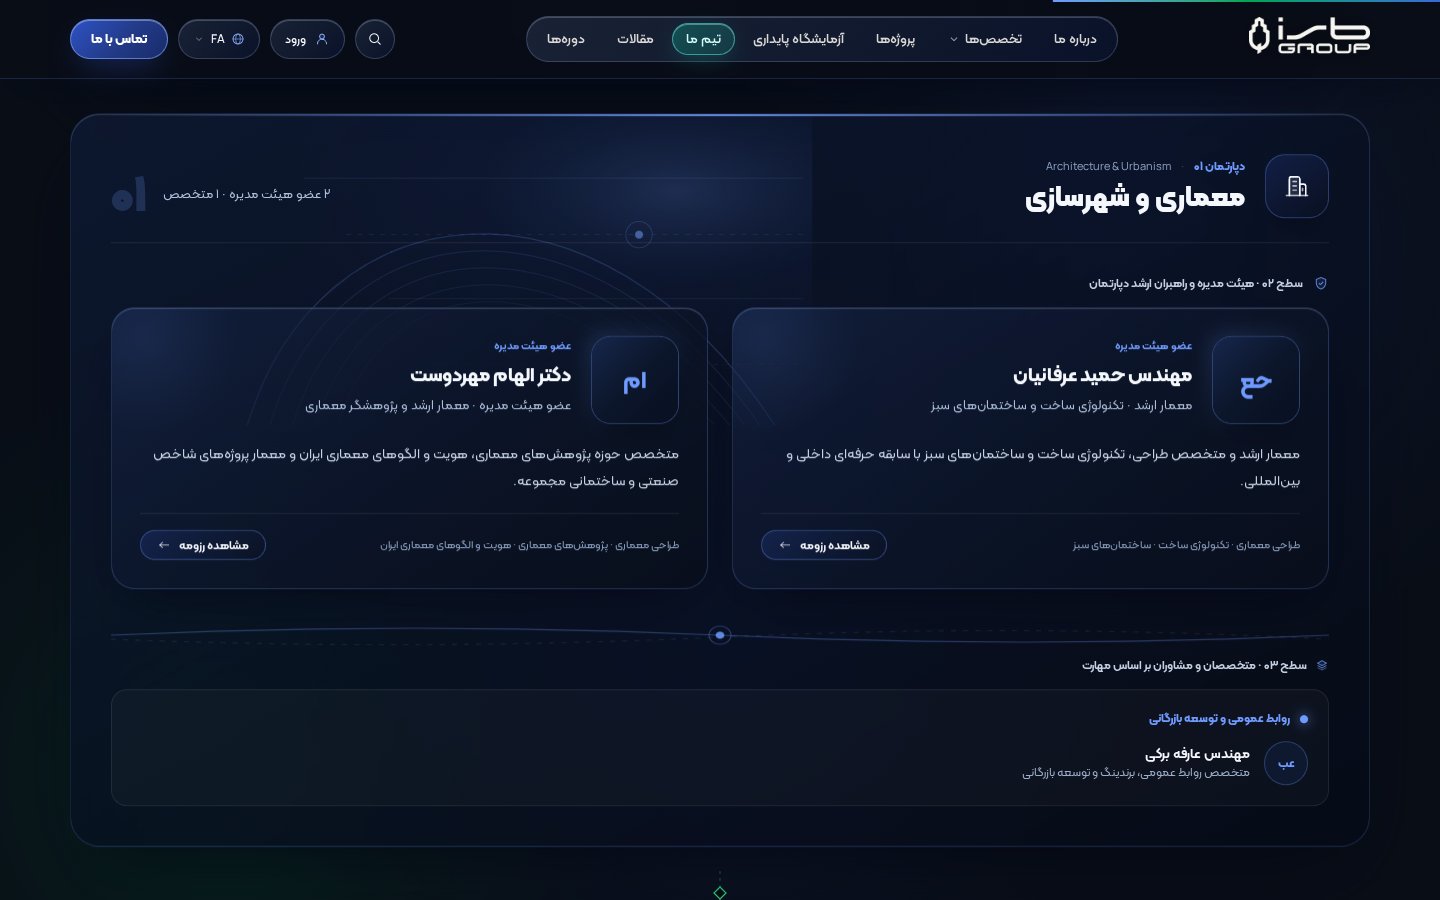 isb
GROUP
درباره ما
تخصص‌ها
پروژه‌ها
آزمایشگاه پایداری
تیم ما
مقالات
دوره‌ها
ورود
FA
تماس با ما
دپارتمان ۰۱ · Architecture & Urbanism
معماری و شهرسازی
۲ عضو هیئت مدیره · ۱ متخصص
۰۱
سطح ۰۲ · هیئت مدیره و راهبران ارشد دپارتمان
حع
عضو هیئت مدیره
مهندس حمید عرفانیان
معمار ارشد · تکنولوژی ساخت و ساختمان‌های سبز
معمار ارشد و متخصص طراحی، تکنولوژی ساخت و ساختمان‌های سبز با سابقه حرفه‌ای داخلی و
بین‌المللی.
طراحی معماری · تکنولوژی ساخت · ساختمان‌های سبز
مشاهده رزومه ←
ام
عضو هیئت مدیره
دکتر الهام مهردوست
عضو هیئت مدیره · معمار ارشد و پژوهشگر معماری
متخصص حوزه پژوهش‌های معماری، هویت و الگوهای معماری ایران و معمار پروژه‌های شاخص
صنعتی و ساختمانی مجموعه.
طراحی معماری · پژوهش‌های معماری · هویت و الگوهای معماری ایران
مشاهده رزومه ←
سطح ۰۳ · متخصصان و مشاوران بر اساس مهارت
روابط عمومی و توسعه بازرگانی
عب
مهندس عارفه برکی
متخصص روابط عمومی، برندینگ و توسعه بازرگانی